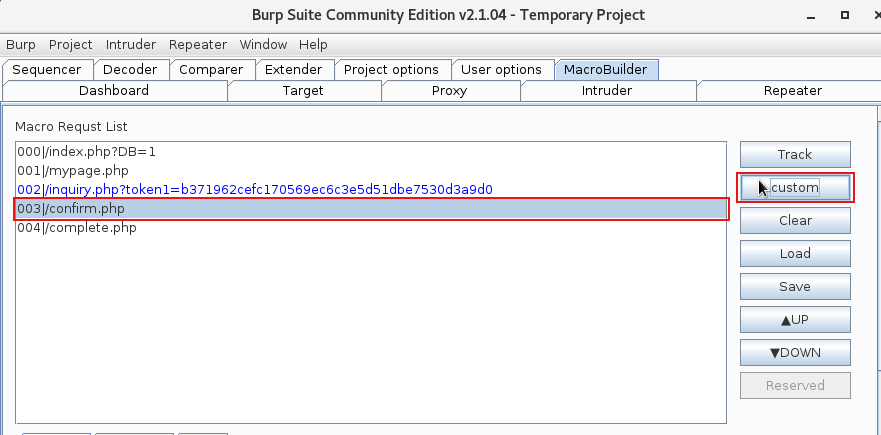 Burp Suite Community Edition v2.1.04 - Temporary Project
Burp Project Intruder Repeater Window Help
Sequencer Decoder Comparer Extender Project options User options MacroBuilder
Dashboard Target Proxy Intruder Repeater
Macro Requst List
000|/index.php?DB=1
001|/mypage.php
002|/inquiry.php?token1=b371962cefc170569ec6c3e5d51dbe7530d3a9d0
003|/confirm.php
004|/complete.php
Track
custom
Clear
Load
Save
▲UP
▼DOWN
Reserved